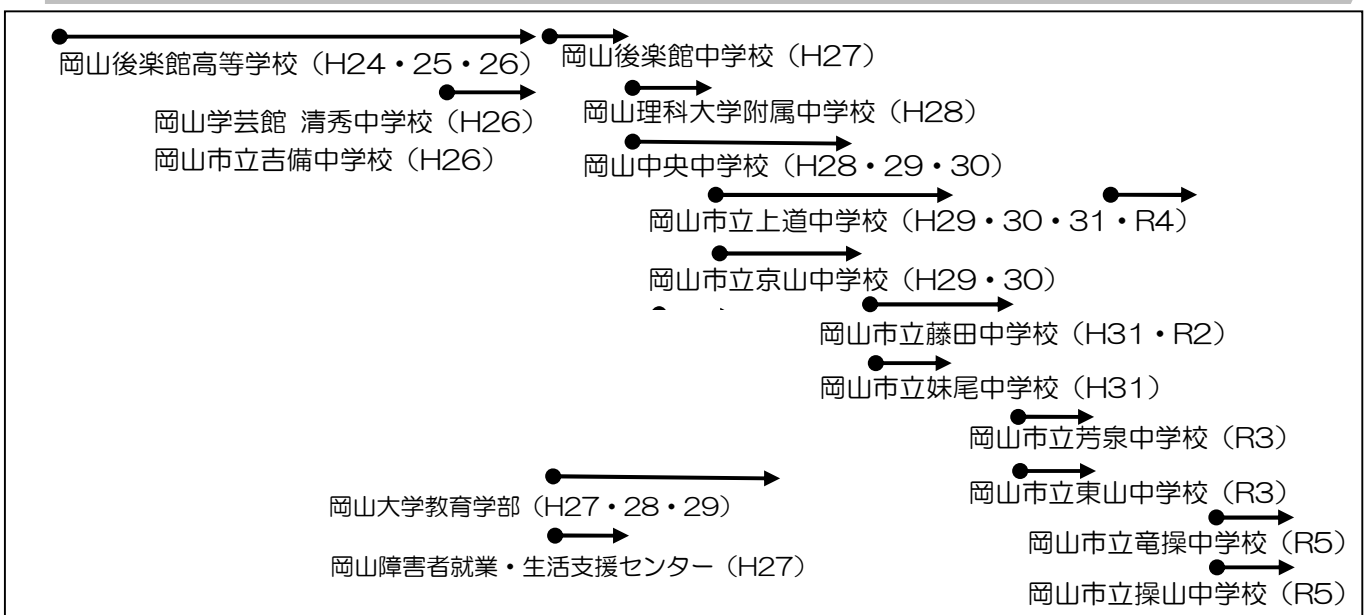 岡山後楽館高等学校（H24・25・26）
岡山後楽館中学校（H27）
岡山学芸館 清秀中学校（H26）
岡山理科大学附属中学校（H28）
岡山市立吉備中学校（H26）
岡山中央中学校（H28・29・30）
岡山市立上道中学校（H29・30・31・R4）
岡山市立京山中学校（H29・30）
岡山市立藤田中学校（H31・R2）
岡山市立妹尾中学校（H31）
岡山市立芳泉中学校（R3）
岡山市立東山中学校（R3）
岡山大学教育学部（H27・28・29）
岡山市立竜操中学校（R5）
岡山障害者就業・生活支援センター（H27）
岡山市立操山中学校（R5）